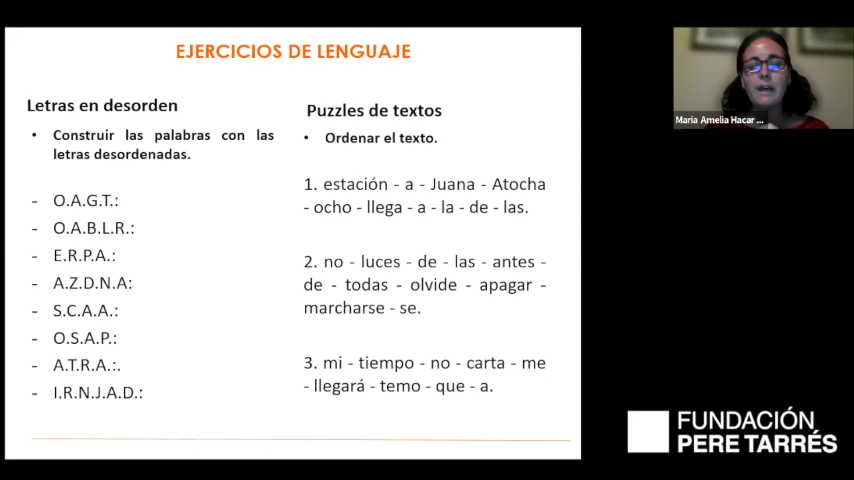 EJERCICIOS DE LENGUAJE
Letras en desorden
• Construir las palabras con las
letras desordenadas.
- O.A.G.T.:
- O.A.B.L.R.:
- E.R.P.A.:
- A.Z.D.N.A:
- S.C.A.A.:
- O.S.A.P.:
- A.T.R.A.:.
- I.R.N.J.A.D.:
Puzzles de textos
• Ordenar el texto.
1. estación - a - Juana - Atocha
- ocho - llega - a - la - de - las.
2. no - luces - de - las - antes -
de - todas - olvide - apagar -
marcharse - se.
3. mi - tiempo - no - carta - me
- llegará - temo - que - a.
Maria Amelia Hacar ...
FUNDACIÓN
PERE TARRÉS